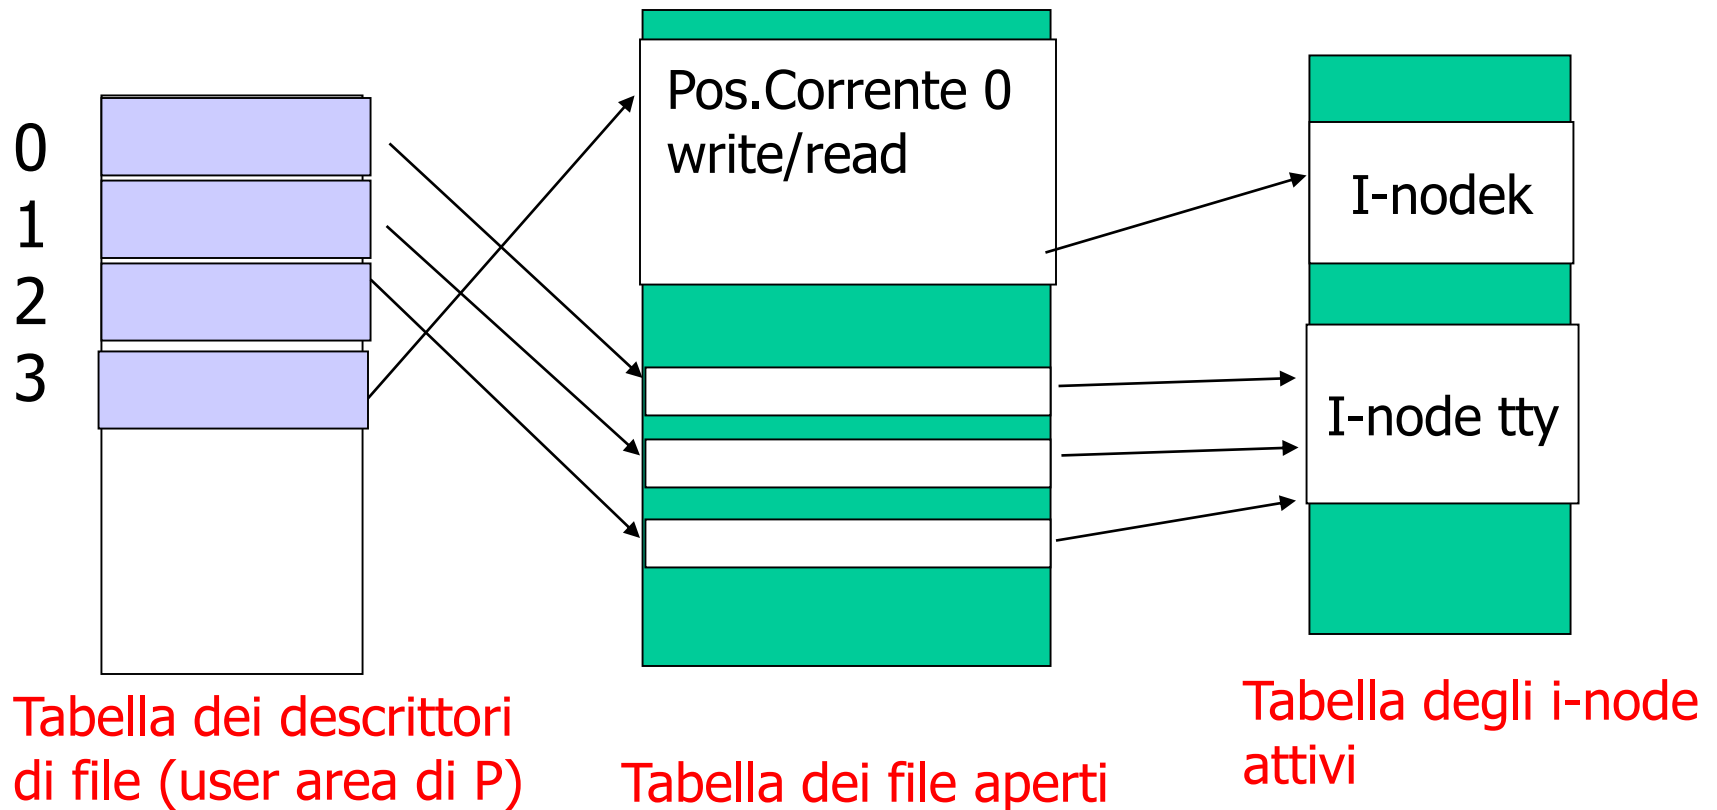 0
1
2
3
Pos.Corrente 0
write/read
I-nodek
I-node tty
Tabella dei descrittori
di file (user area di P)
Tabella dei file aperti
Tabella degli i-node
attivi